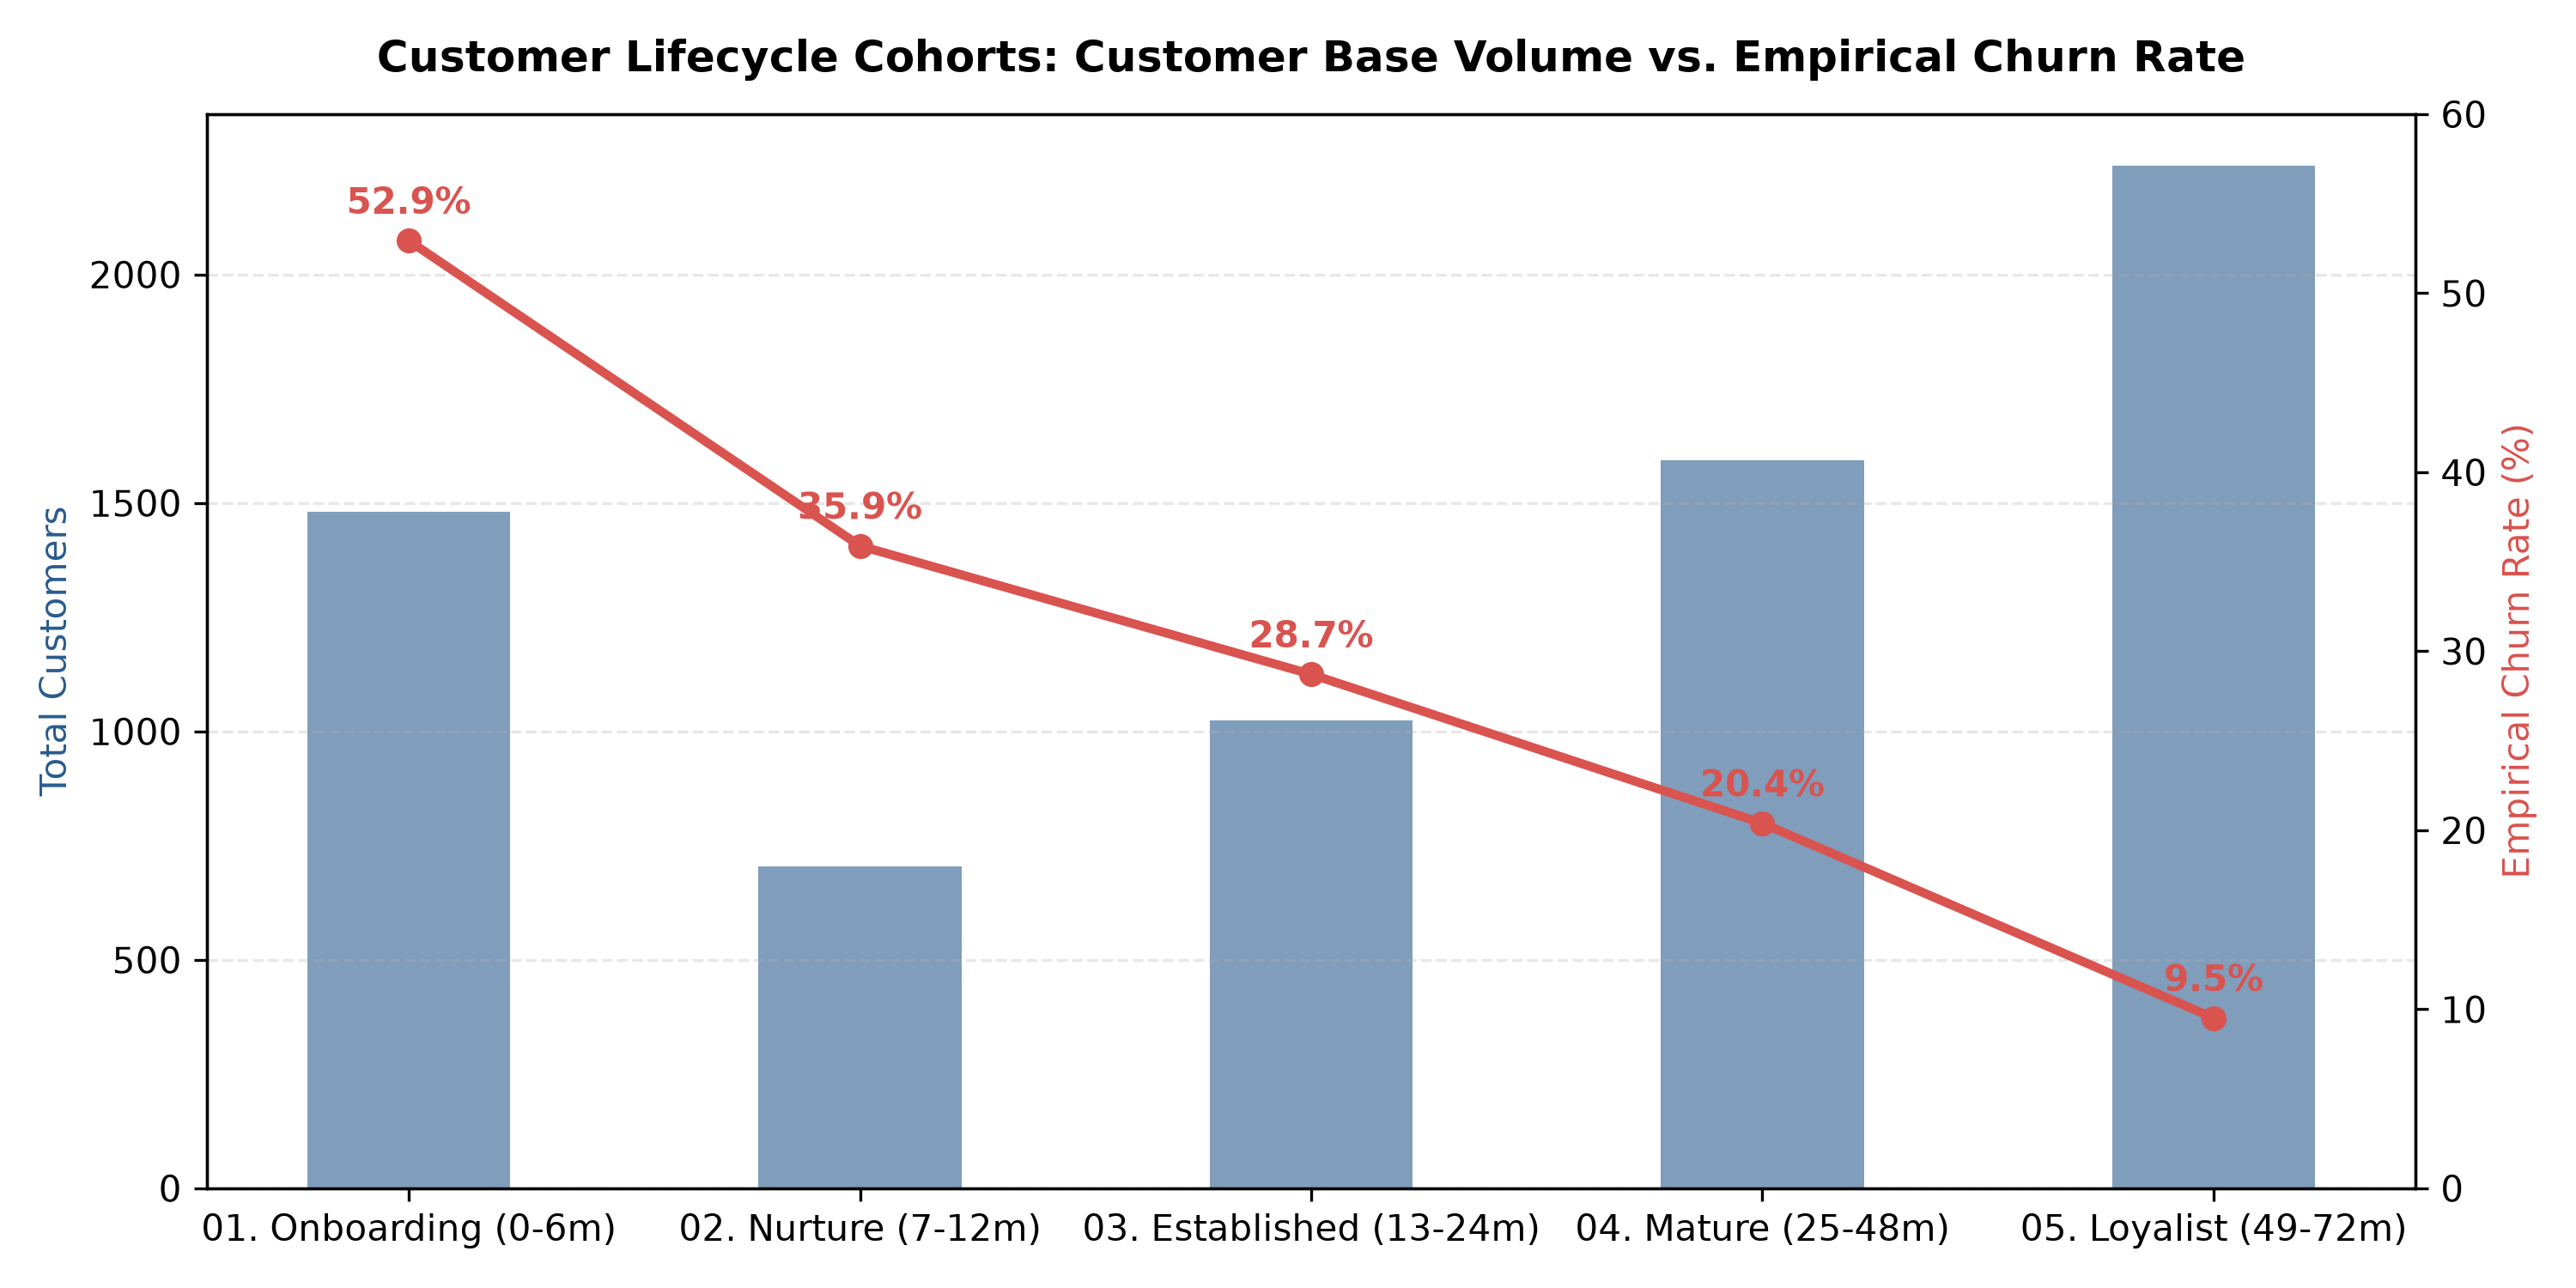 Customer Lifecycle Cohorts: Customer Base Volume vs. Empirical Churn Rate
Total Customers
2000
1500
1000
500
0
52.9%
35.9%
28.7%
20.4%
9.5%
60
50
40
30
20
10
0
Empirical Churn Rate (%)
01. Onboarding (0-6m)
02. Nurture (7-12m)
03. Established (13-24m)
04. Mature (25-48m)
05. Loyalist (49-72m)